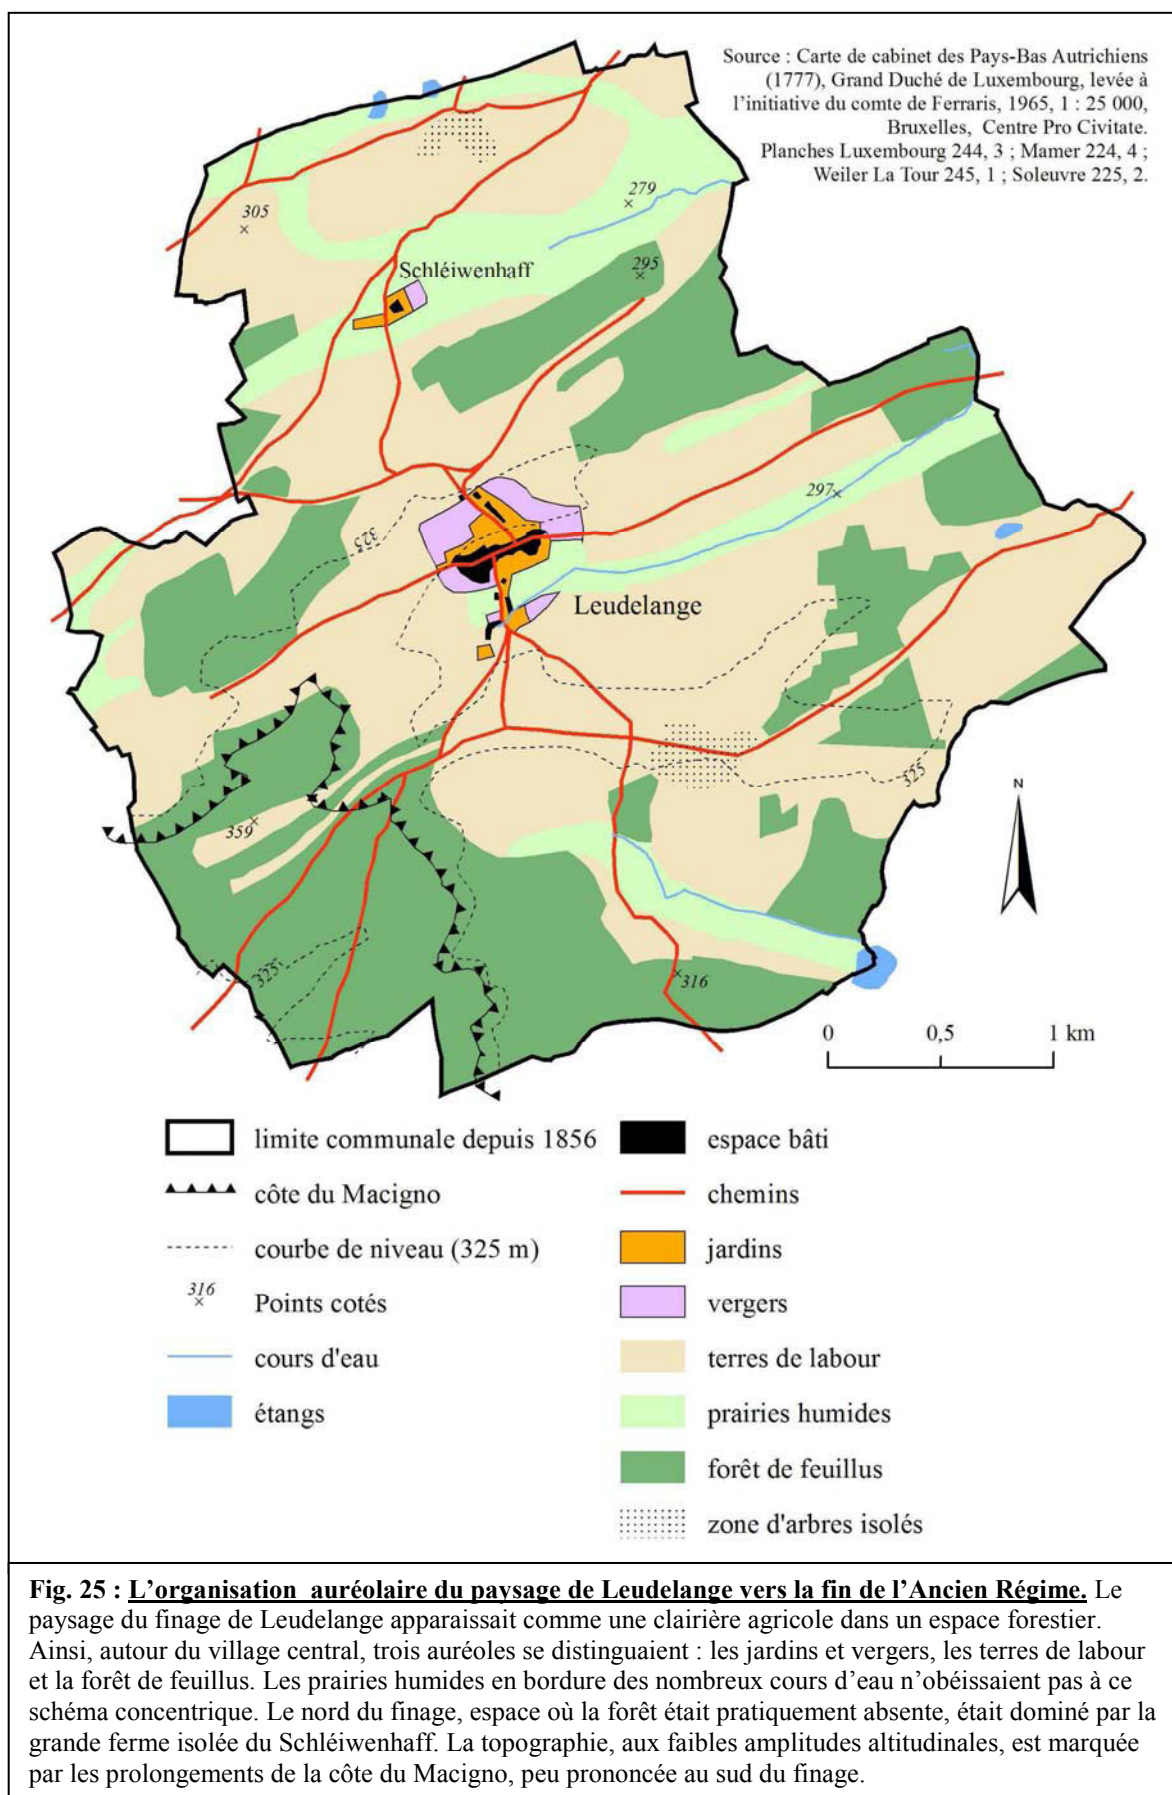 Source : Carte de cabinet des Pays-Bas Autrichiens
(1777), Grand Duché de Luxembourg, levée à
l’initiative du comte de Ferraris, 1965, 1 : 25 000,
Bruxelles, Centre Pro Civitate.
Planches Luxembourg 244, 3 ; Mamer 224, 4 ;
Weiler La Tour 245, 1 ; Soleuvre 225, 2.
279
305
295
Schléiwenhaff
297
325
Leudelange
325
359
N
325
316
0 0,5 1 km
limite communale depuis 1856
côte du Macigno
courbe de niveau (325 m)
316
Points cotés
cours d'eau
étangs
espace bâti
chemins
jardins
vergers
terres de labour
prairies humides
forêt de feuillus
zone d'arbres isolés
Fig. 25 : L’organisation auréolaire du paysage de Leudelange vers la fin de l’Ancien Régime. Le
paysage du finage de Leudelange apparaissait comme une clairière agricole dans un espace forestier.
Ainsi, autour du village central, trois auréoles se distinguaient : les jardins et vergers, les terres de labour
et la forêt de feuillus. Les prairies humides en bordure des nombreux cours d’eau n’obéissaient pas à ce
schéma concentrique. Le nord du finage, espace où la forêt était pratiquement absente, était dominé par la
grande ferme isolée du Schléiwenhaff. La topographie, aux faibles amplitudes altitudinales, est marquée
par les prolongements de la côte du Macigno, peu prononcée au sud du finage.